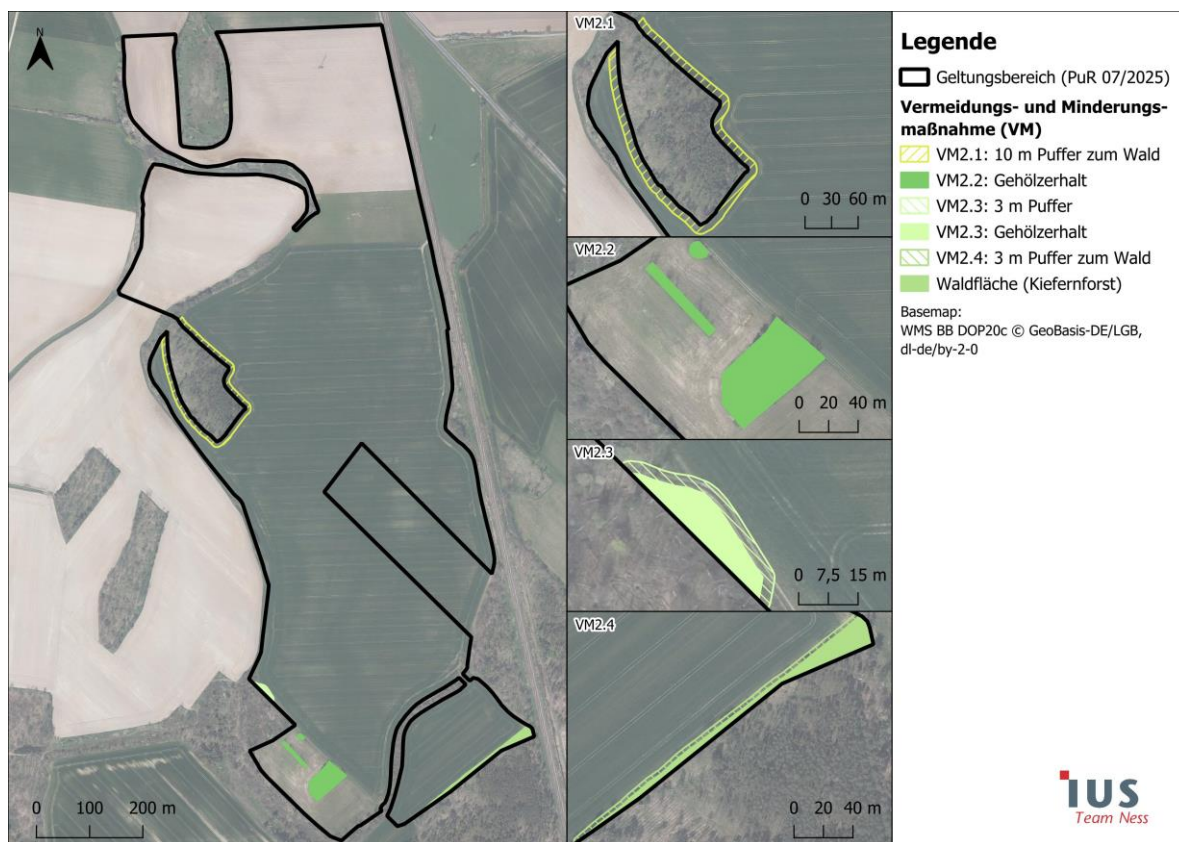 N
0 100 200 m
VM2.1
0 30 60 m
VM2.2
0 20 40 m
VM2.3
0 7,5 15 m
VM2.4
0 20 40 m
Legende
Geltungsbereich (PuR 07/2025)
Vermeidungs- und Minderungs-
maßnahme (VM)
VM2.1: 10 m Puffer zum Wald
VM2.2: Gehölzerhalt
VM2.3: 3 m Puffer
VM2.3: Gehölzerhalt
VM2.4: 3 m Puffer zum Wald
Waldfläche (Kiefernforst)
Basemap:
WMS BB DOP20c © GeoBasis-DE/LGB,
dl-de/by-2-0
IUS
Team Ness